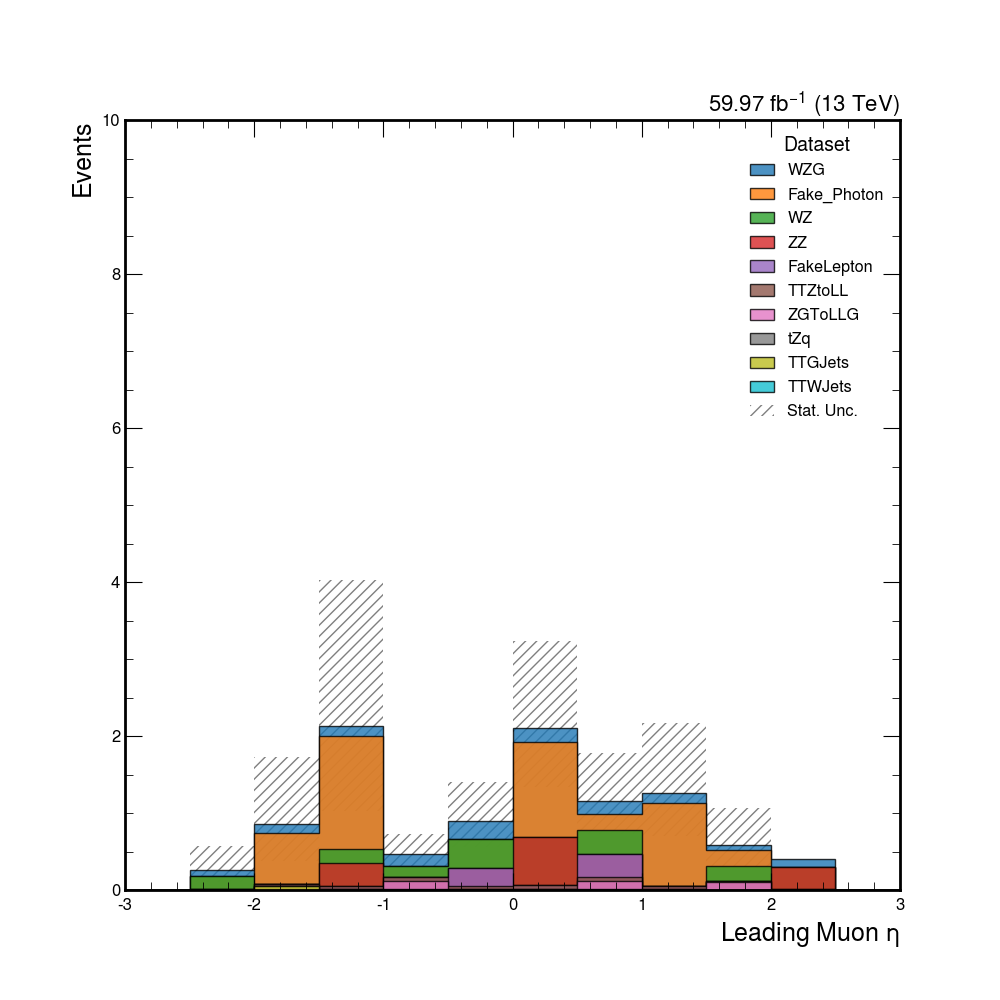 59.97 fb⁻¹ (13 TeV)
Events
10
8
6
4
2
0
Dataset
WZG
Fake_Photon
WZ
ZZ
FakeLepton
TTZtoLL
ZGToLLG
tZq
TTGJets
TTWJets
Stat. Unc.
-3 -2 -1 0 1 2 3
Leading Muon η